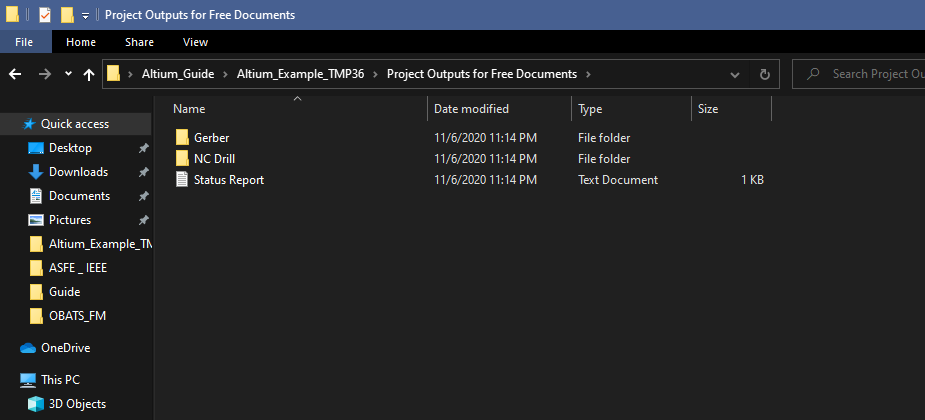 Project Outputs for Free Documents
File Home Share View
Altium_Guide Altium_Example_TMP36 Project Outputs for Free Documents Search Project Ou
Name Date modified Type Size
Quick access
Desktop
Downloads
Documents
Pictures
Altium_Example_TM
ASFE _ IEEE
Guide
OBATS_FM
OneDrive
This PC
3D Objects
Gerber 11/6/2020 11:14 PM File folder
NC Drill 11/6/2020 11:14 PM File folder
Status Report 11/6/2020 11:14 PM Text Document 1 KB